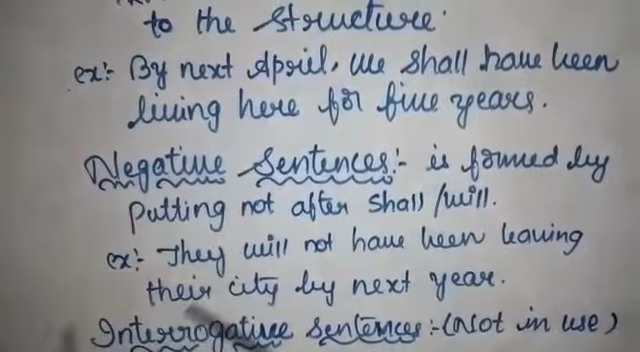 to the structure.
ex:- By next April, we shall have been
living here for five years.
Negative Sentences:- is formed by
putting not after shall/will.
ex:- They will not have been leaving
their city by next year.
Interrogative sentences:-(Not in use)